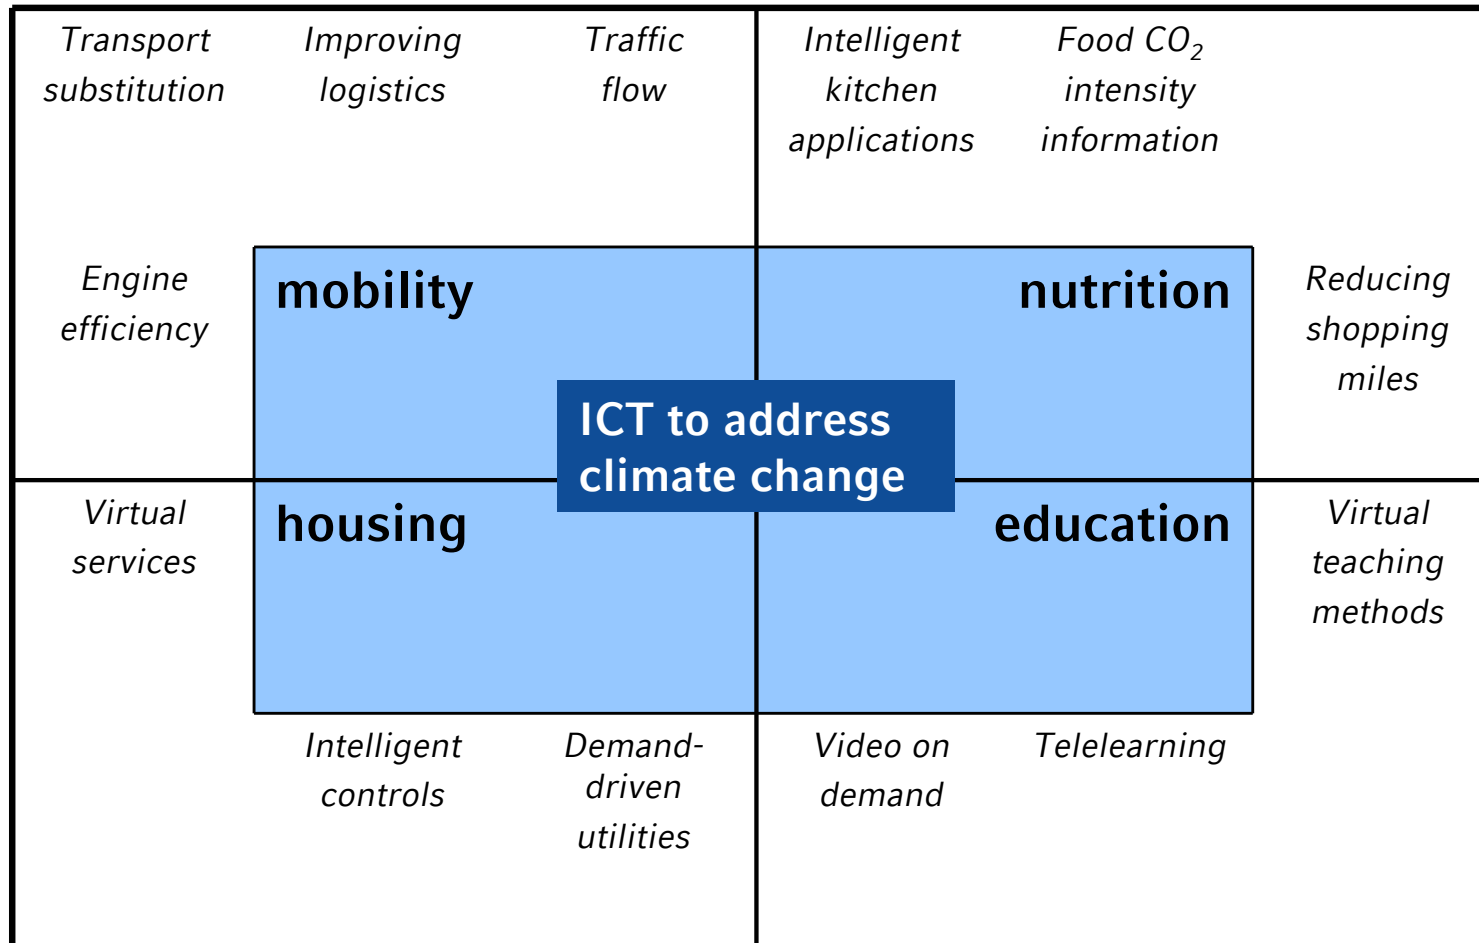 Transport
substitution
Improving
logistics
Traffic
flow
Intelligent
kitchen
applications
Food CO₂
intensity
information
Engine
efficiency
mobility
nutrition
Reducing
shopping
miles
ICT to address
climate change
Virtual
services
housing
education
Virtual
teaching
methods
Intelligent
controls
Demand-
driven
utilities
Video on
demand
Telelearning